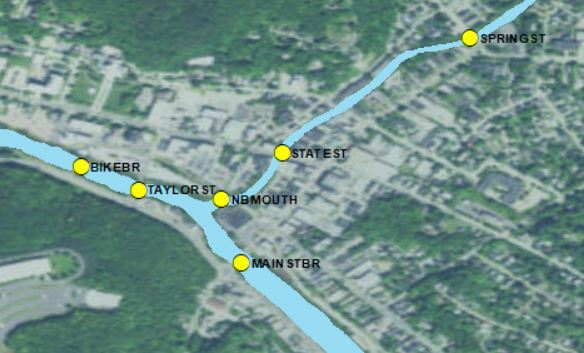 SPRINGST
STATEST
BIKEBR
TAYLORST
NBMOUTH
MAINSTBR